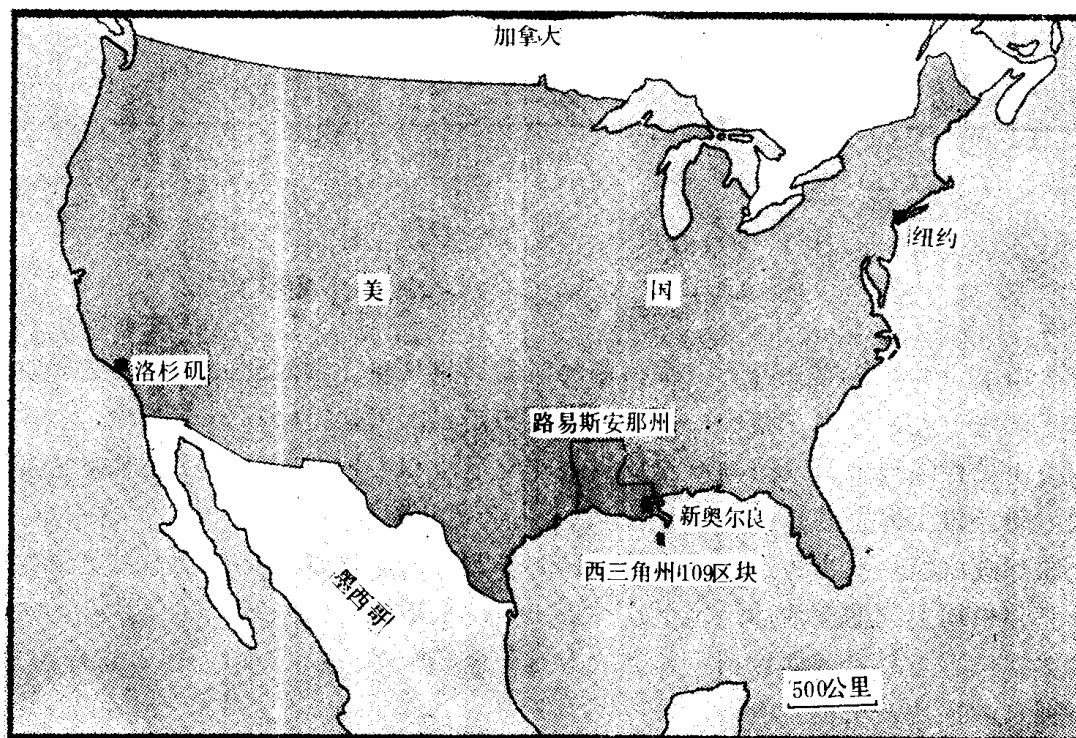 加拿大
纽约
美 国
洛杉矶
路易斯安那州
新奥尔良
西三角州109区块
墨西哥
500公里